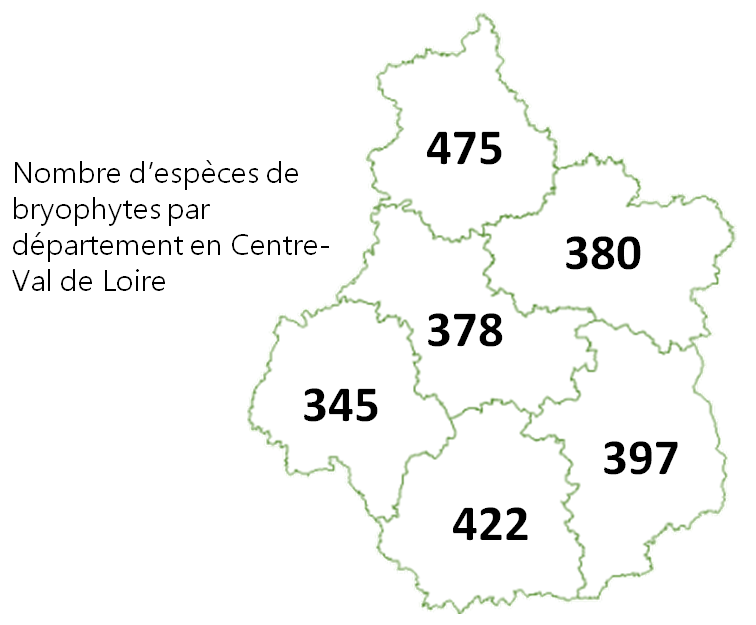 475
Nombre d’espèces de
bryophytes par
département en Centre-
Val de Loire
380
378
345
397
422